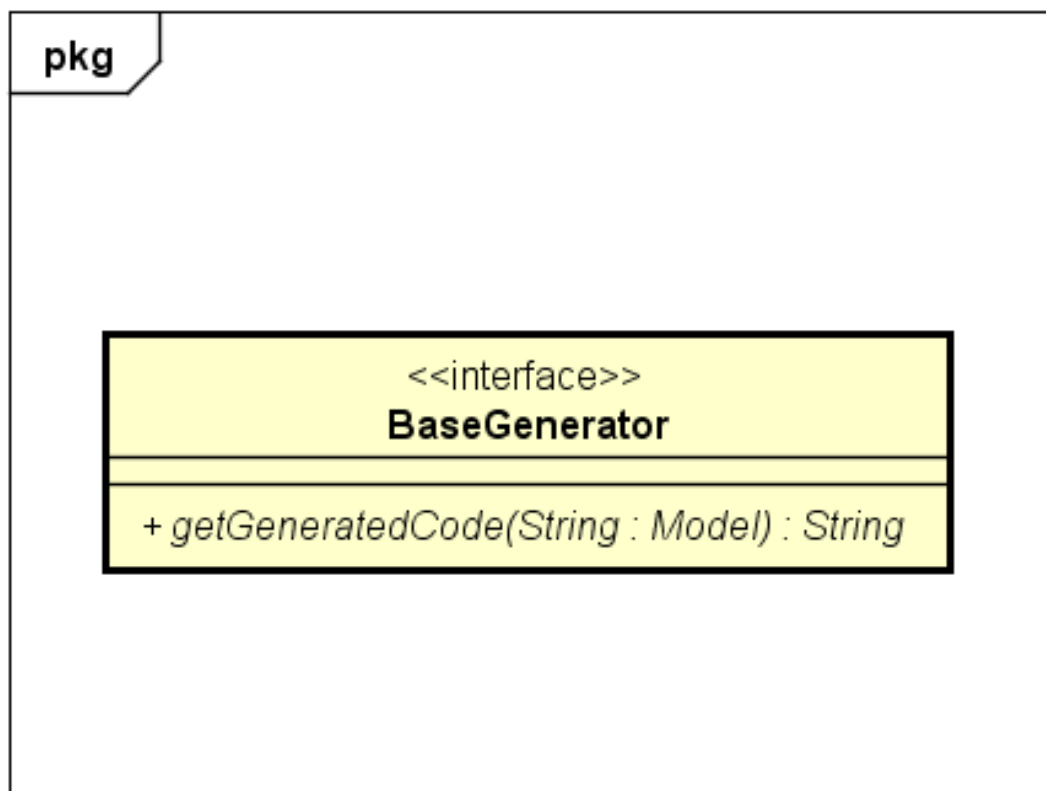 pkg
<<interface>>
BaseGenerator
+ getGeneratedCode(String : Model) : String